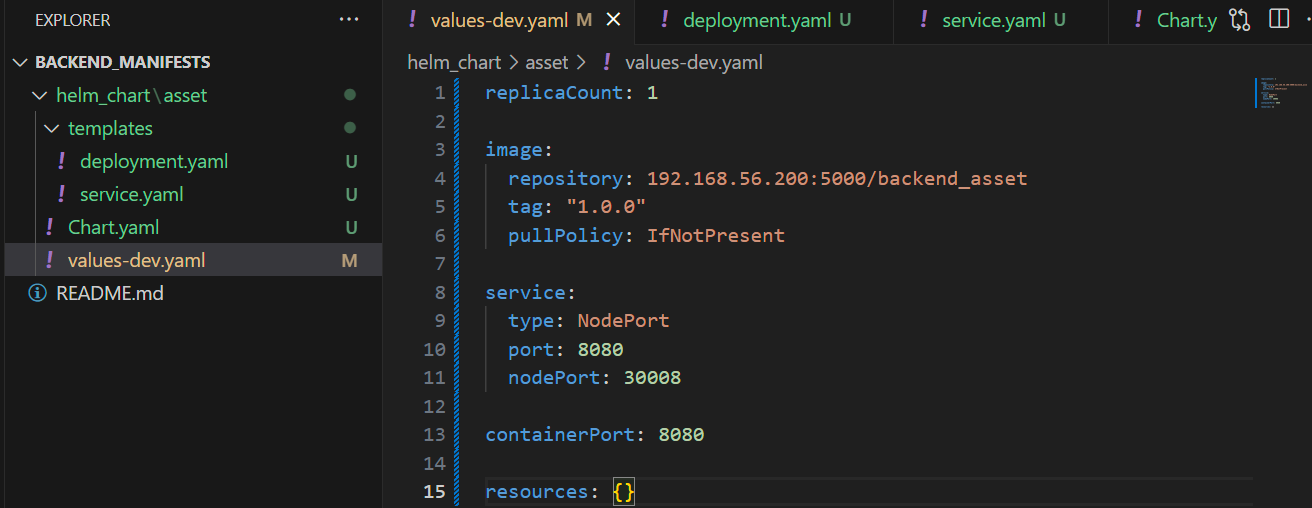 EXPLORER ...
BACKEND_MANIFESTS
helm_chart\asset
templates
! deployment.yaml U
! service.yaml U
! Chart.yaml U
! values-dev.yaml M
README.md
! values-dev.yaml M ! deployment.yaml U ! service.yaml U ! Chart.y
helm_chart > asset > ! values-dev.yaml
1 replicaCount: 1
2
3 image:
4 repository: 192.168.56.200:5000/backend_asset
5 tag: "1.0.0"
6 pullPolicy: IfNotPresent
7
8 service:
9 type: NodePort
10 port: 8080
11 nodePort: 30008
12
13 containerPort: 8080
14
15 resources: {}